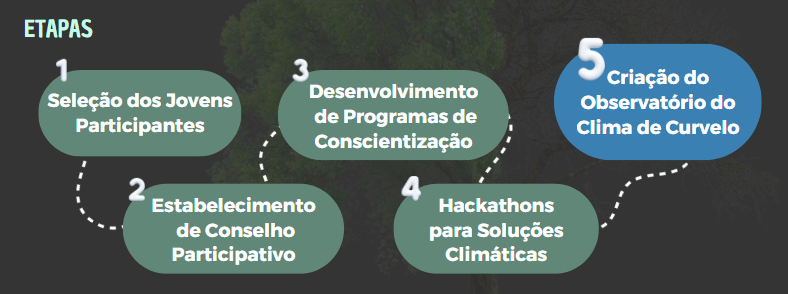 ETAPAS
1
Seleção dos Jovens
Participantes
2
Estabelecimento
de Conselho
Participativo
3
Desenvolvimento
de Programas de
Conscientização
4
Hackathons
para Soluções
Climáticas
5
Criação do
Observatório do
Clima de Curvelo